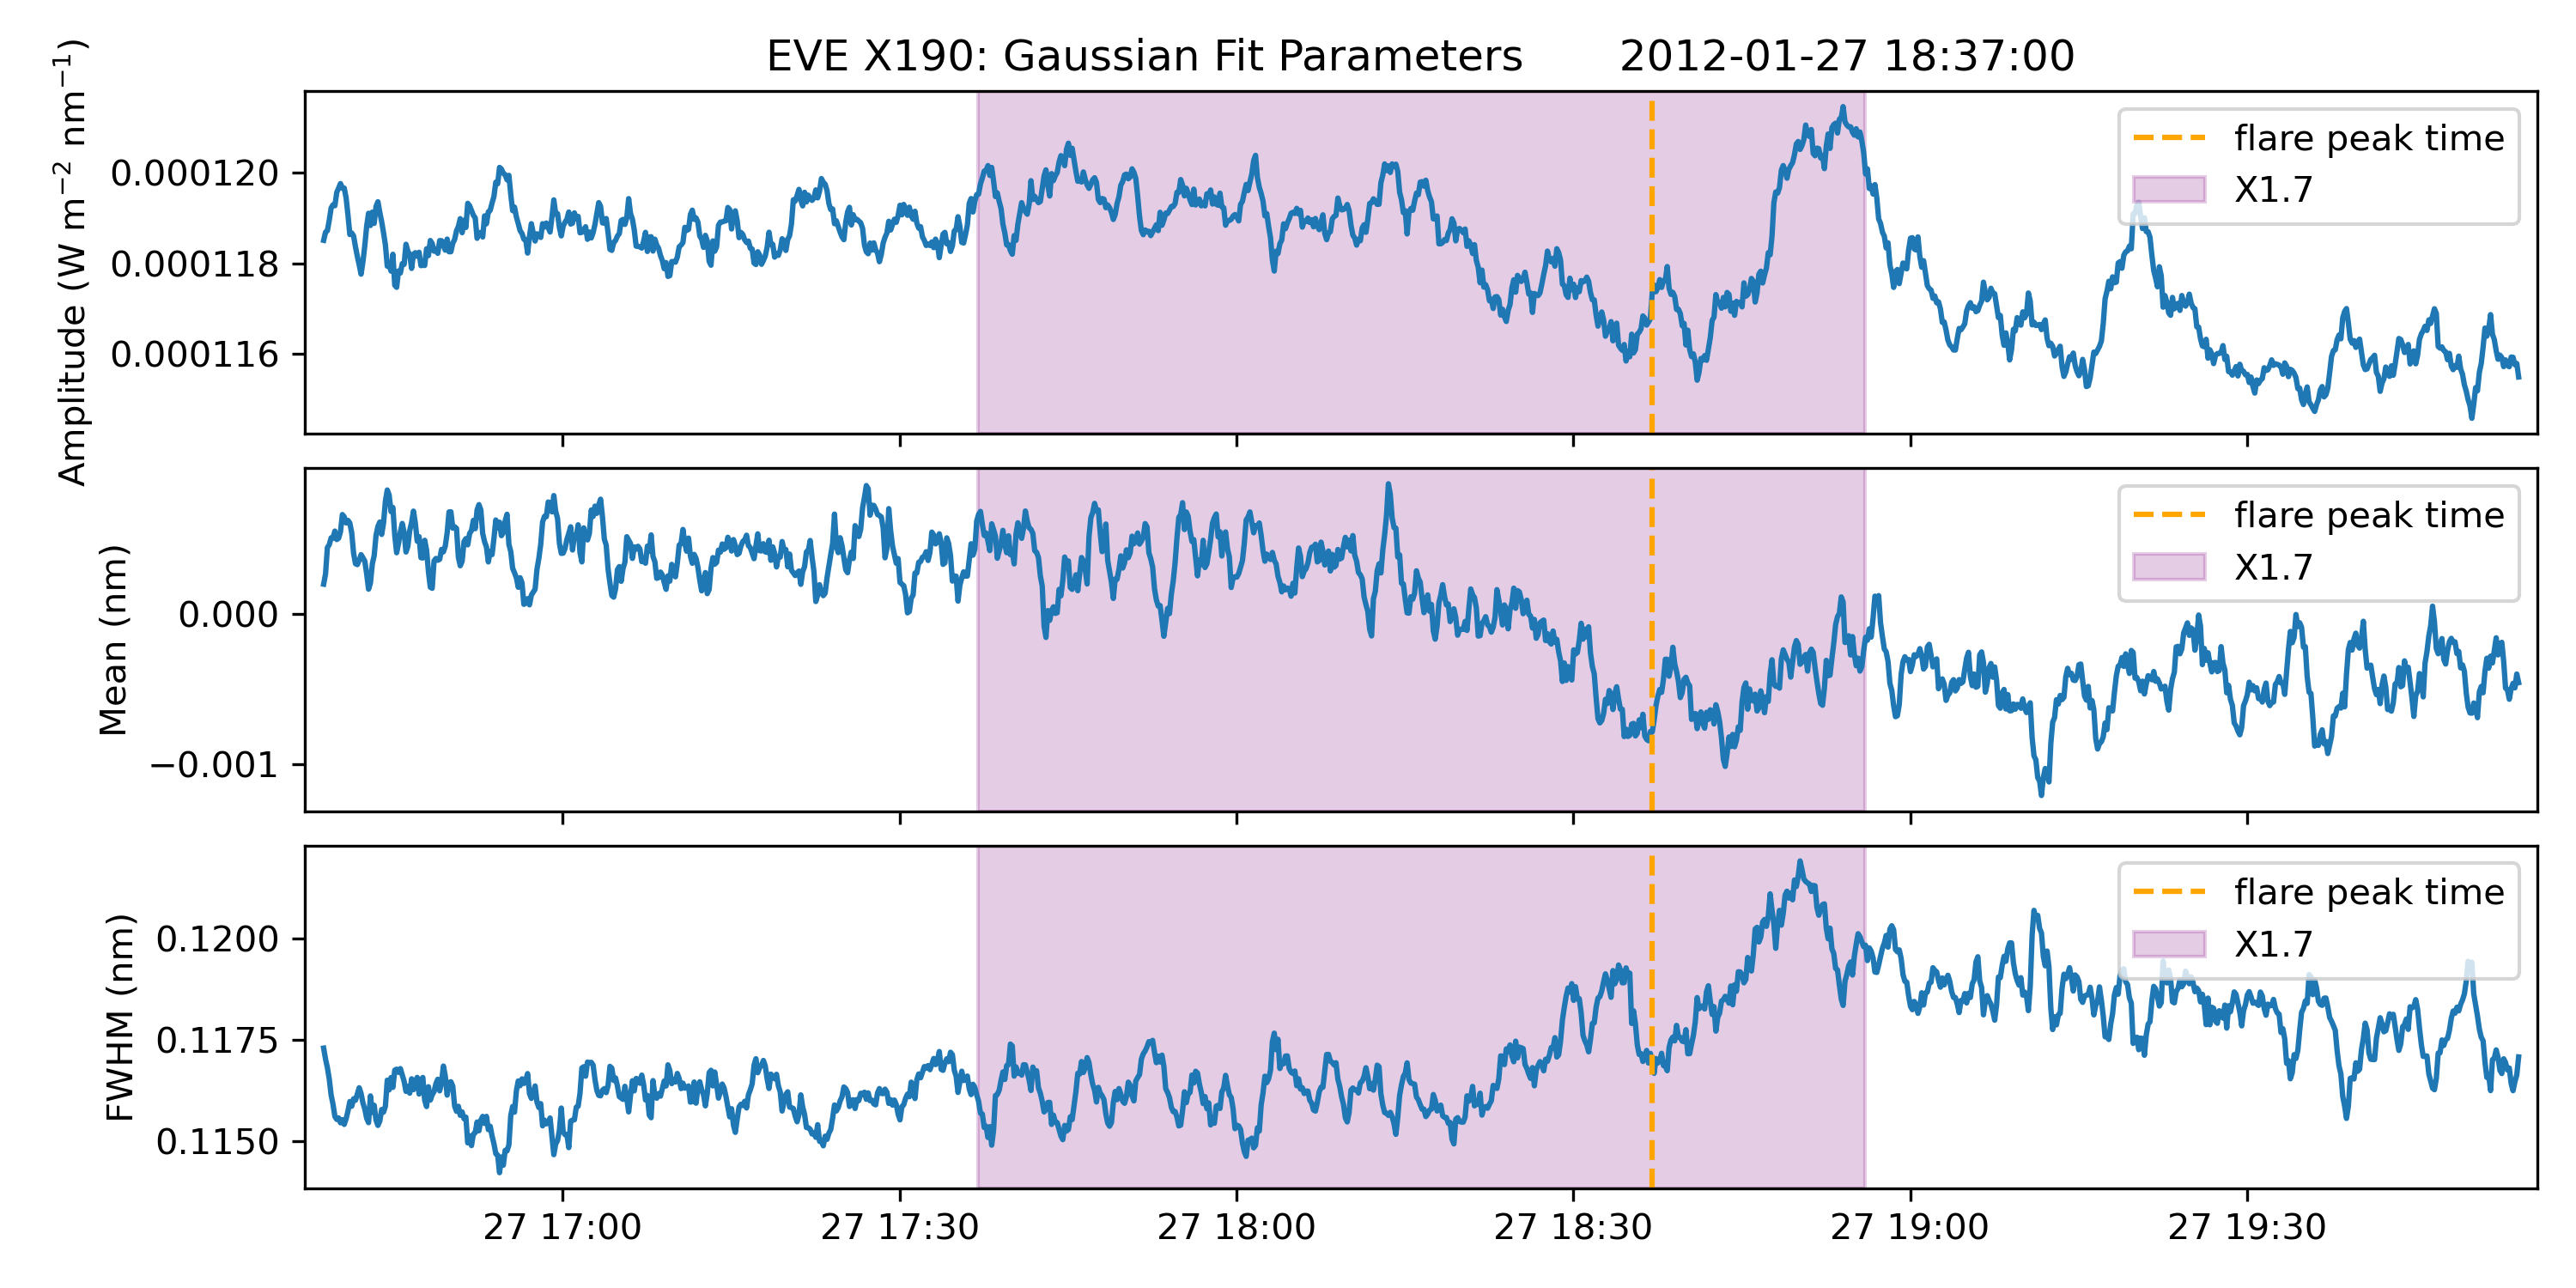 EVE X190: Gaussian Fit Parameters 2012-01-27 18:37:00
Amplitude (W m⁻² nm⁻¹)
0.000120
0.000118
0.000116
flare peak time
X1.7
Mean (nm)
0.000
−0.001
flare peak time
X1.7
FWHM (nm)
0.1200
0.1175
0.1150
flare peak time
X1.7
27 17:00 27 17:30 27 18:00 27 18:30 27 19:00 27 19:30